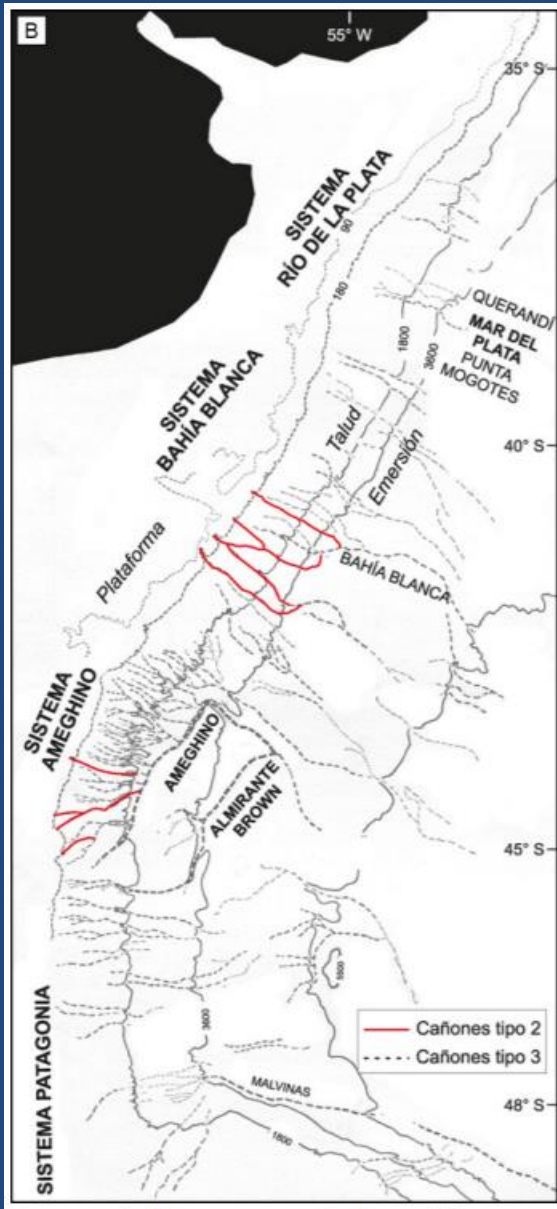 B
55° W
35° S
SISTEMA
RÍO DE LA PLATA
90
180
QUERANDÍ
MAR DEL
PLATA
PUNTA
MOGOTES
1800
3600
SISTEMA
BAHÍA BLANCA
40° S
Talud
Emersión
Plataforma
BAHÍA BLANCA
SISTEMA
AMEGHINO
AMEGHINO
ALMIRANTE
BROWN
45° S
5500
SISTEMA PATAGONIA
3600
Cañones tipo 2
Cañones tipo 3
MALVINAS
48° S
1800